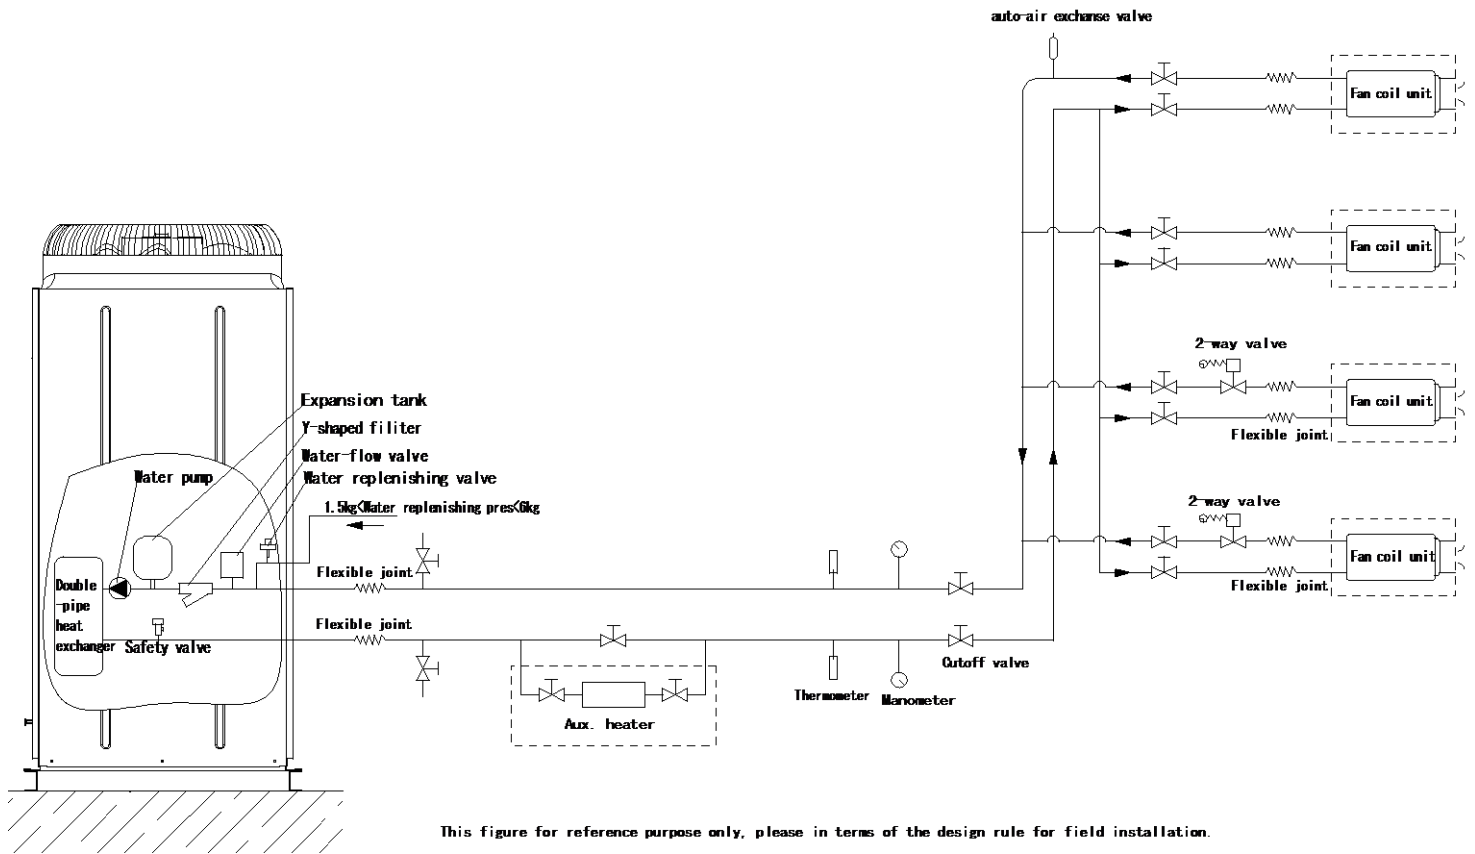 auto-air exchanse valve
Fan coil unit
Fan coil unit
2-way valve
Fan coil unit
Flexible joint
2-way valve
Fan coil unit
Flexible joint
Expansion tank
Y-shaped filiter
Water-flow valve
Water replenishing valve
Water pump
1.5kg<Water replenishing pres<6kg
Flexible joint
Double
-pipe
heat
exchanger
Safety valve
Flexible joint
Cutoff valve
Thermometer
Manometer
Aux. heater
This figure for reference purpose only, please in terms of the design rule for field installation.